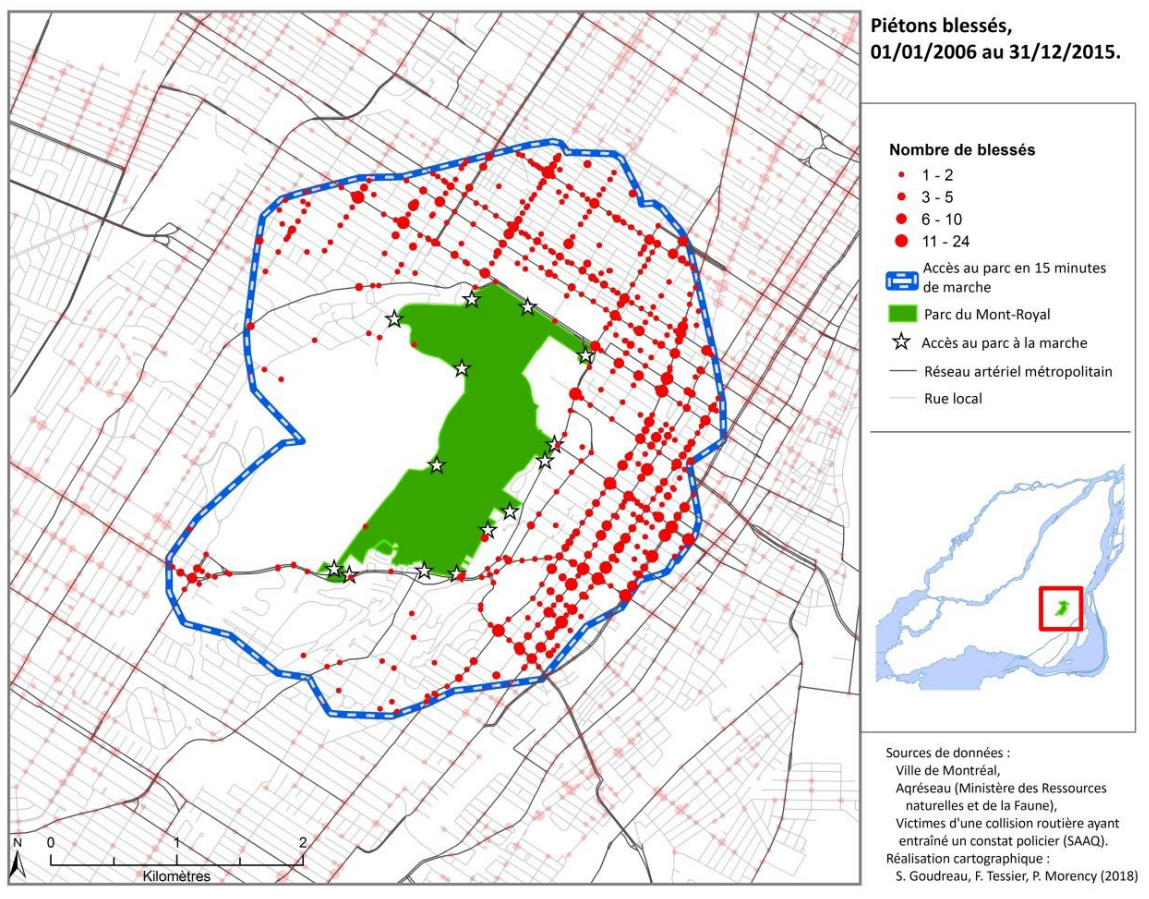 Piétons blessés,
01/01/2006 au 31/12/2015.
Nombre de blessés
1 - 2
3 - 5
6 - 10
11 - 24
Accès au parc en 15 minutes
de marche
Parc du Mont-Royal
Accès au parc à la marche
Réseau artériel métropolitain
Rue local
Sources de données :
Ville de Montréal,
Aqréseau (Ministère des Ressources
naturelles et de la Faune),
Victimes d'une collision routière ayant
entraîné un constat policier (SAAQ).
Réalisation cartographique :
S. Goudreau, F. Tessier, P. Morency (2018)
N
0 1 2
Kilomètres